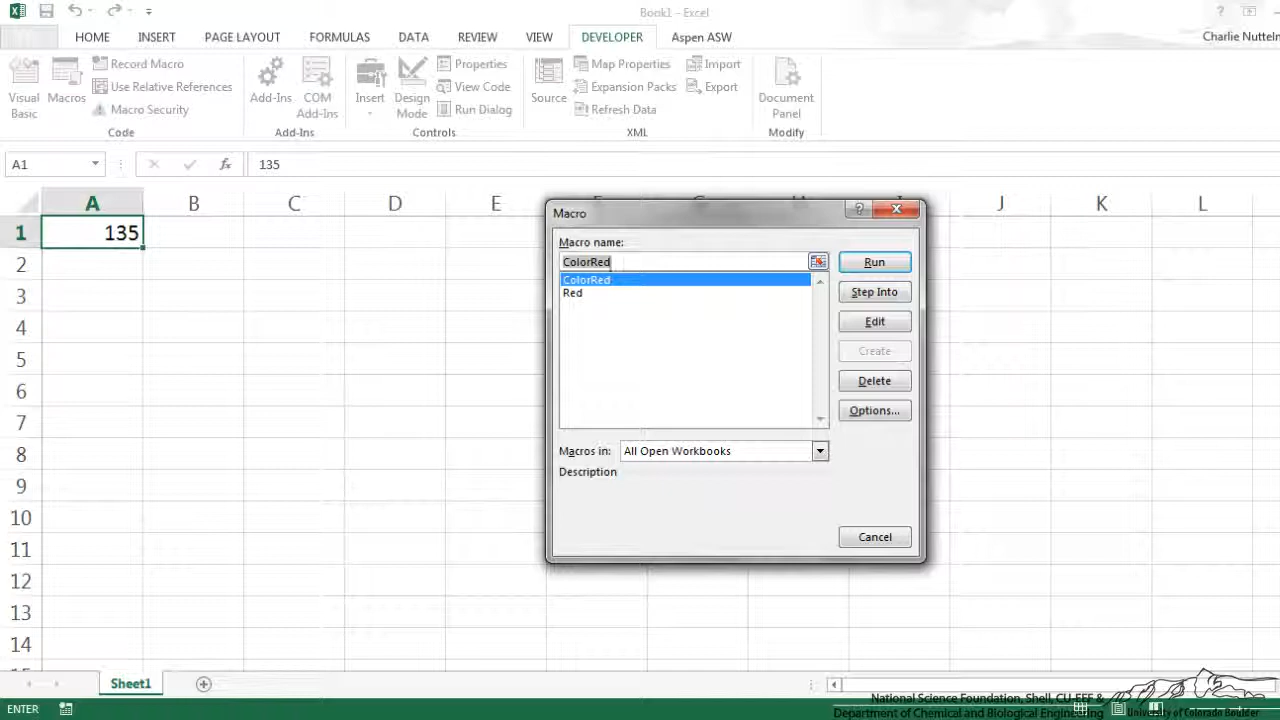 Book1 - Excel
HOME INSERT PAGE LAYOUT FORMULAS DATA REVIEW VIEW DEVELOPER Aspen ASW
Charlie Nutteln
Visual Basic
Macros
Record Macro
Use Relative References
Macro Security
Code
Add-Ins
COM Add-Ins
Add-Ins
Insert
Design Mode
Properties
View Code
Run Dialog
Controls
Source
Map Properties
Expansion Packs
Refresh Data
Import
Export
XML
Document Panel
Modify
A1
fx
135
A B C D E J K L
1 135
2
3
4
5
6
7
8
9
10
11
12
13
14
Macro
?
Macro name:
ColorRed
ColorRed
Red
Run
Step Into
Edit
Create
Delete
Options...
Macros in: All Open Workbooks
Description
Cancel
Sheet1
ENTER
National Science Foundation, Shell, CU EEF &
Department of Chemical and Biological Engineering
University of Colorado Boulder